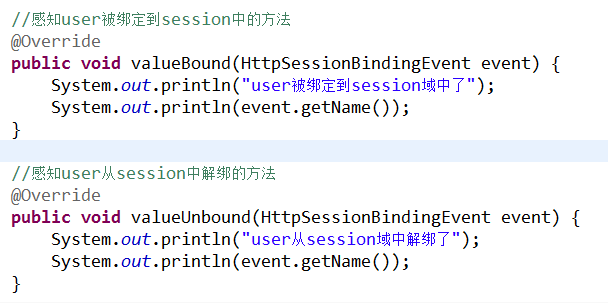 //感知user被绑定到session中的方法
@Override
public void valueBound(HttpSessionBindingEvent event) {
    System.out.println("user被绑定到session域中了");
    System.out.println(event.getName());
}
//感知user从session中解绑的方法
@Override
public void valueUnbound(HttpSessionBindingEvent event) {
    System.out.println("user从session域中解绑了");
    System.out.println(event.getName());
}